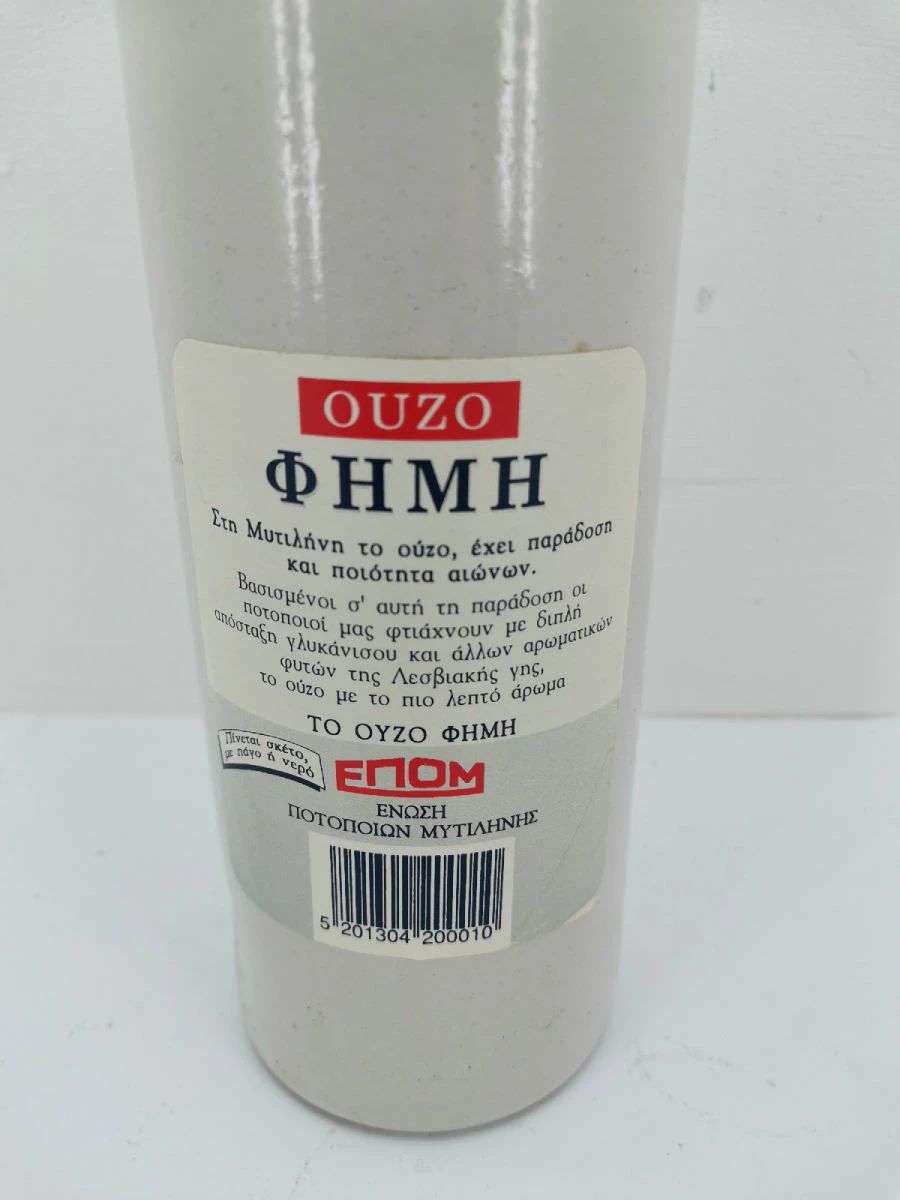 ΟUΖΟ
ΦΗΜΗ
Στη Μυτιλήνη το ούζο, έχει παράδοση
και ποιότητα αιώνων.
Βασισμένοι σ' αυτή τη παράδοση οι
ποτοποιοί μας φτιάχνουν με διπλή
απόσταξη γλυκάνισου και άλλων αρωματικών
φυτών της Λεσβιακής γης,
το ούζο με το πιο λεπτό άρωμα
ΤΟ ΟΥΖΟ ΦΗΜΗ
Πίνεται σκέτο,
με πάγο ή νερό
ΕΠΟΜ
ΕΝΩΣΗ
ΠΟΤΟΠΟΙΩΝ ΜΥΤΙΛΗΝΗΣ
5 201304 200010